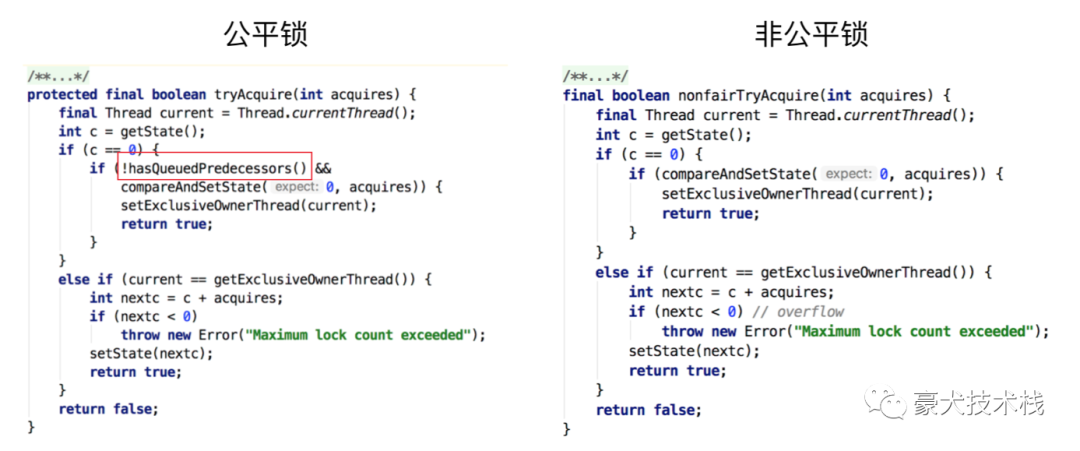 公平锁
/**...*/
protected final boolean tryAcquire(int acquires) {
    final Thread current = Thread.currentThread();
    int c = getState();
    if (c == 0) {
        if (!hasQueuedPredecessors() &&
            compareAndSetState( expect: 0, acquires)) {
            setExclusiveOwnerThread(current);
            return true;
        }
    }
    else if (current == getExclusiveOwnerThread()) {
        int nextc = c + acquires;
        if (nextc < 0)
            throw new Error("Maximum lock count exceeded");
        setState(nextc);
        return true;
    }
    return false;
}
非公平锁
/**...*/
final boolean nonfairTryAcquire(int acquires) {
    final Thread current = Thread.currentThread();
    int c = getState();
    if (c == 0) {
        if (compareAndSetState( expect: 0, acquires)) {
            setExclusiveOwnerThread(current);
            return true;
        }
    }
    else if (current == getExclusiveOwnerThread()) {
        int nextc = c + acquires;
        if (nextc < 0) // overflow
            throw new Error("Maximum lock count exceeded");
        setState(nextc);
        return true;
    }
    return false;
}
豪犬技术栈